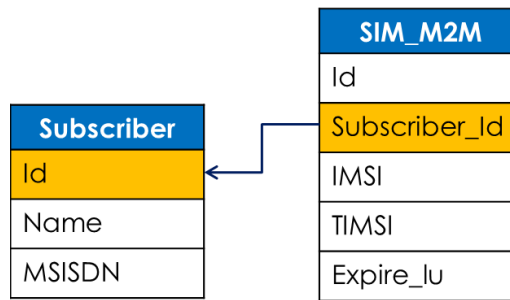 Subscriber
Id
Name
MSISDN
SIM_M2M
Id
Subscriber_Id
IMSI
TIMSI
Expire_lu